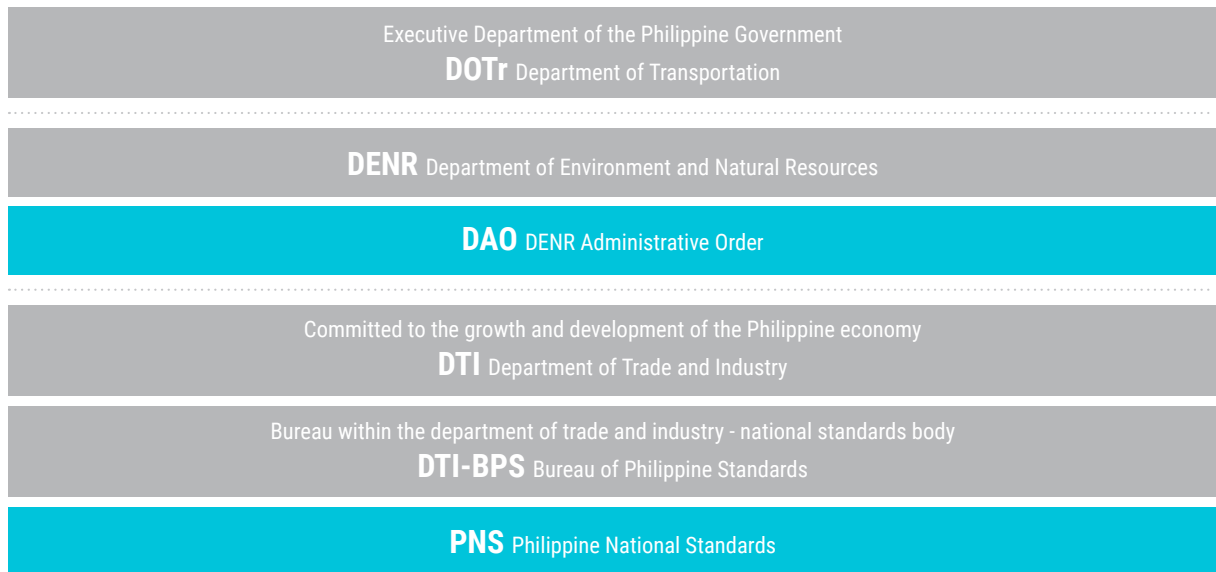 Executive Department of the Philippine Government
DOTr Department of Transportation
DENR Department of Environment and Natural Resources
DAO DENR Administrative Order
Committed to the growth and development of the Philippine economy
DTI Department of Trade and Industry
Bureau within the department of trade and industry - national standards body
DTI-BPS Bureau of Philippine Standards
PNS Philippine National Standards